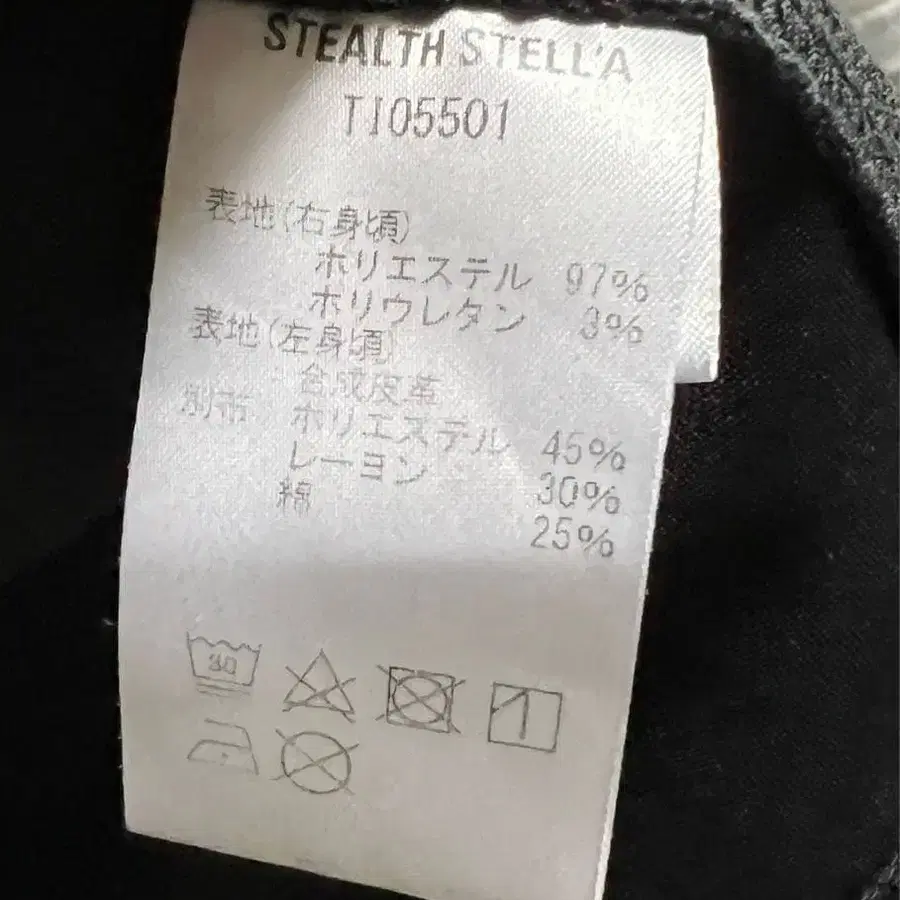 STEALTH STELL'A
TI05501
表地(右身頃)
ポリエステル 97%
ポリウレタン 3%
表地(左身頃)
合成皮革
別布 ポリエステル 45%
レーヨン 30%
綿 25%
30